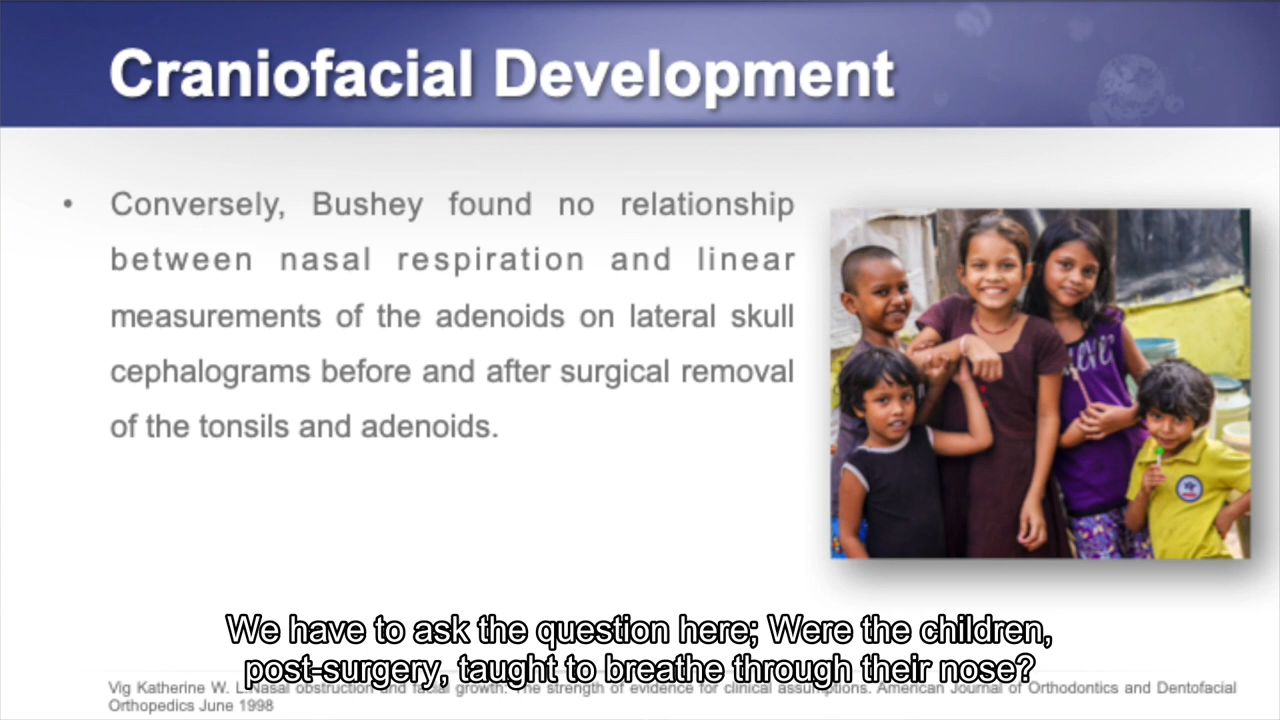 Craniofacial Development
• Conversely, Bushey found no relationship
between nasal respiration and linear
measurements of the adenoids on lateral skull
cephalograms before and after surgical removal
of the tonsils and adenoids.
We have to ask the question here; Were the children,
post-surgery, taught to breathe through their nose?
Vig Katherine W. L Nasal obstruction and facial growth: The strength of evidence for clinical assumptions. American Journal of Orthodontics and Dentofacial
Orthopedics June 1998